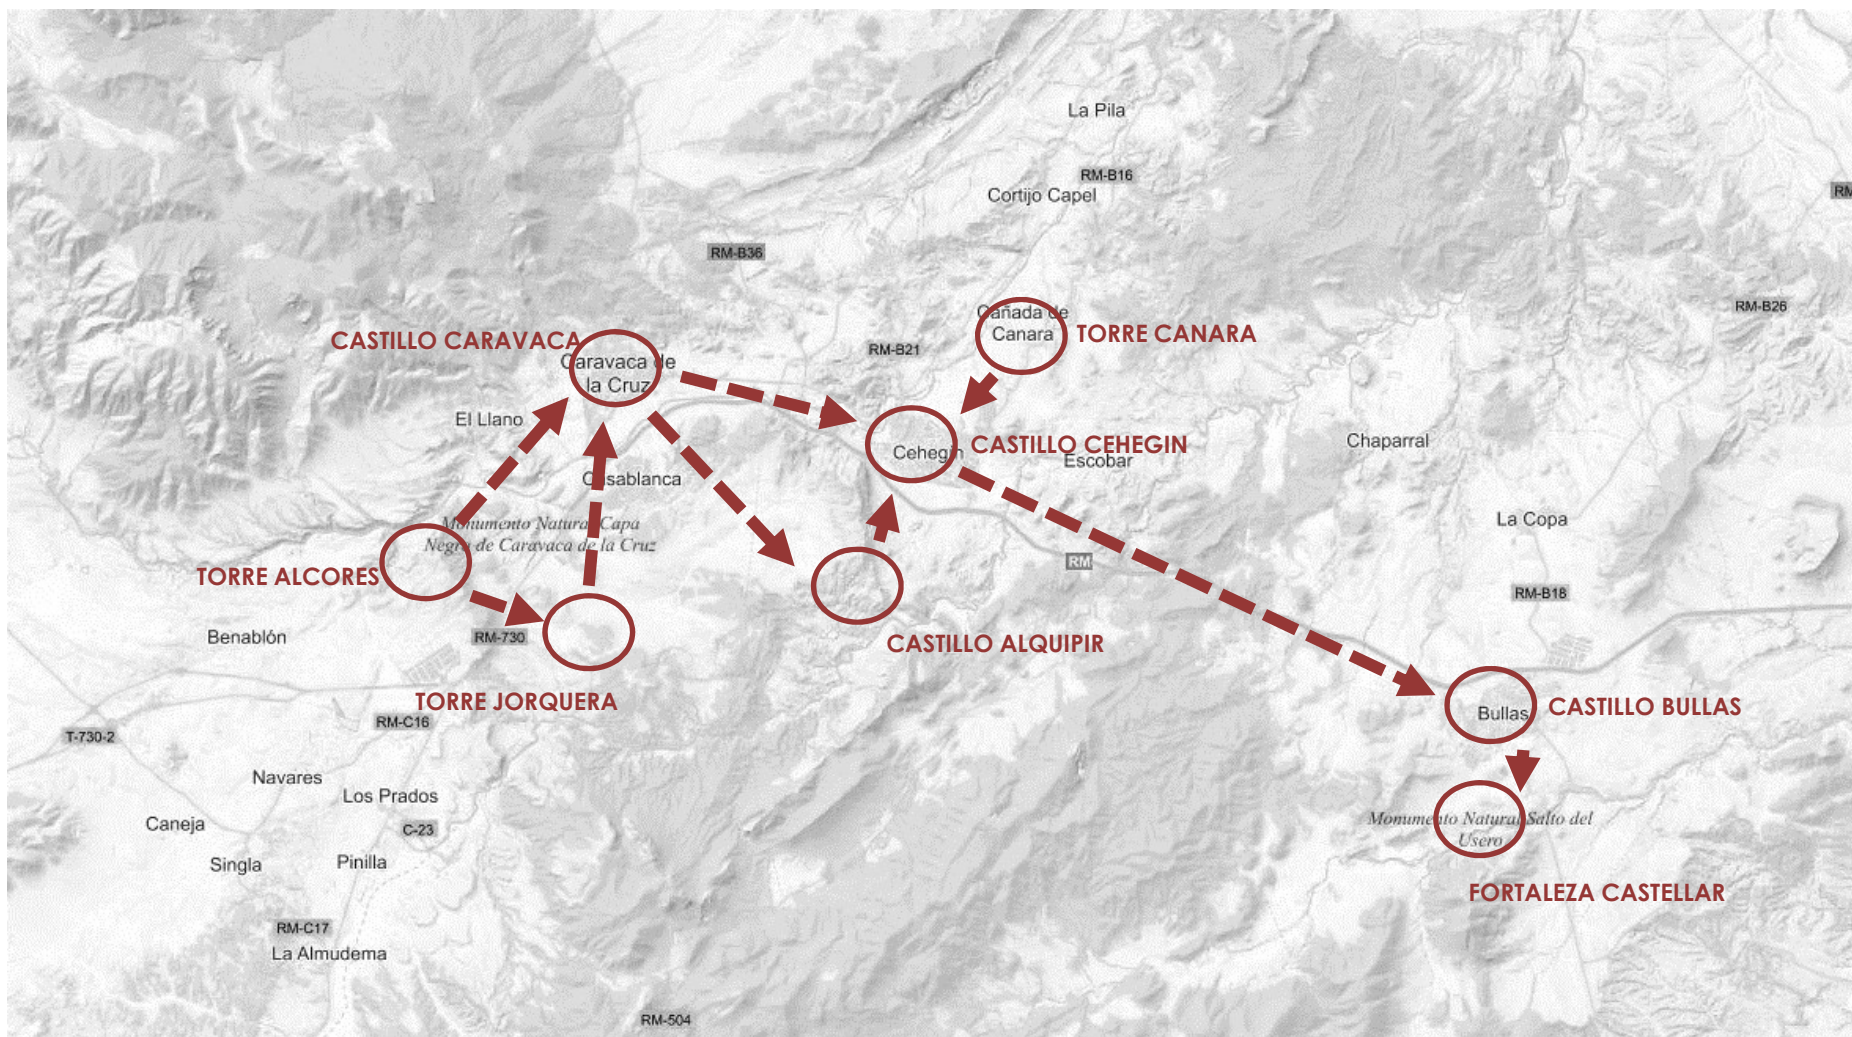 La Pila
RM-B16
RM
Cortijo Capel
RM-B36
RM-B26
Cañada de
Canara
TORRE CANARA
CASTILLO CARAVACA
RM-B21
Caravaca de
la Cruz
El Llano
Chaparral
CASTILLO CEHEGIN
Cehegín
Escobar
Casablanca
Monumento Natural Capa
Negra de Caravaca de la Cruz
La Copa
RM
TORRE ALCORES
RM-B18
Benablón
RM-730
CASTILLO ALQUIPIR
TORRE JORQUERA
CASTILLO BULLAS
Bullas
RM-C16
T-730-2
Navares
Los Prados
Caneja
C-23
Monumento Natural Salto del
Usero
Singla
Pinilla
FORTALEZA CASTELLAR
RM-C17
La Almudema
RM-504